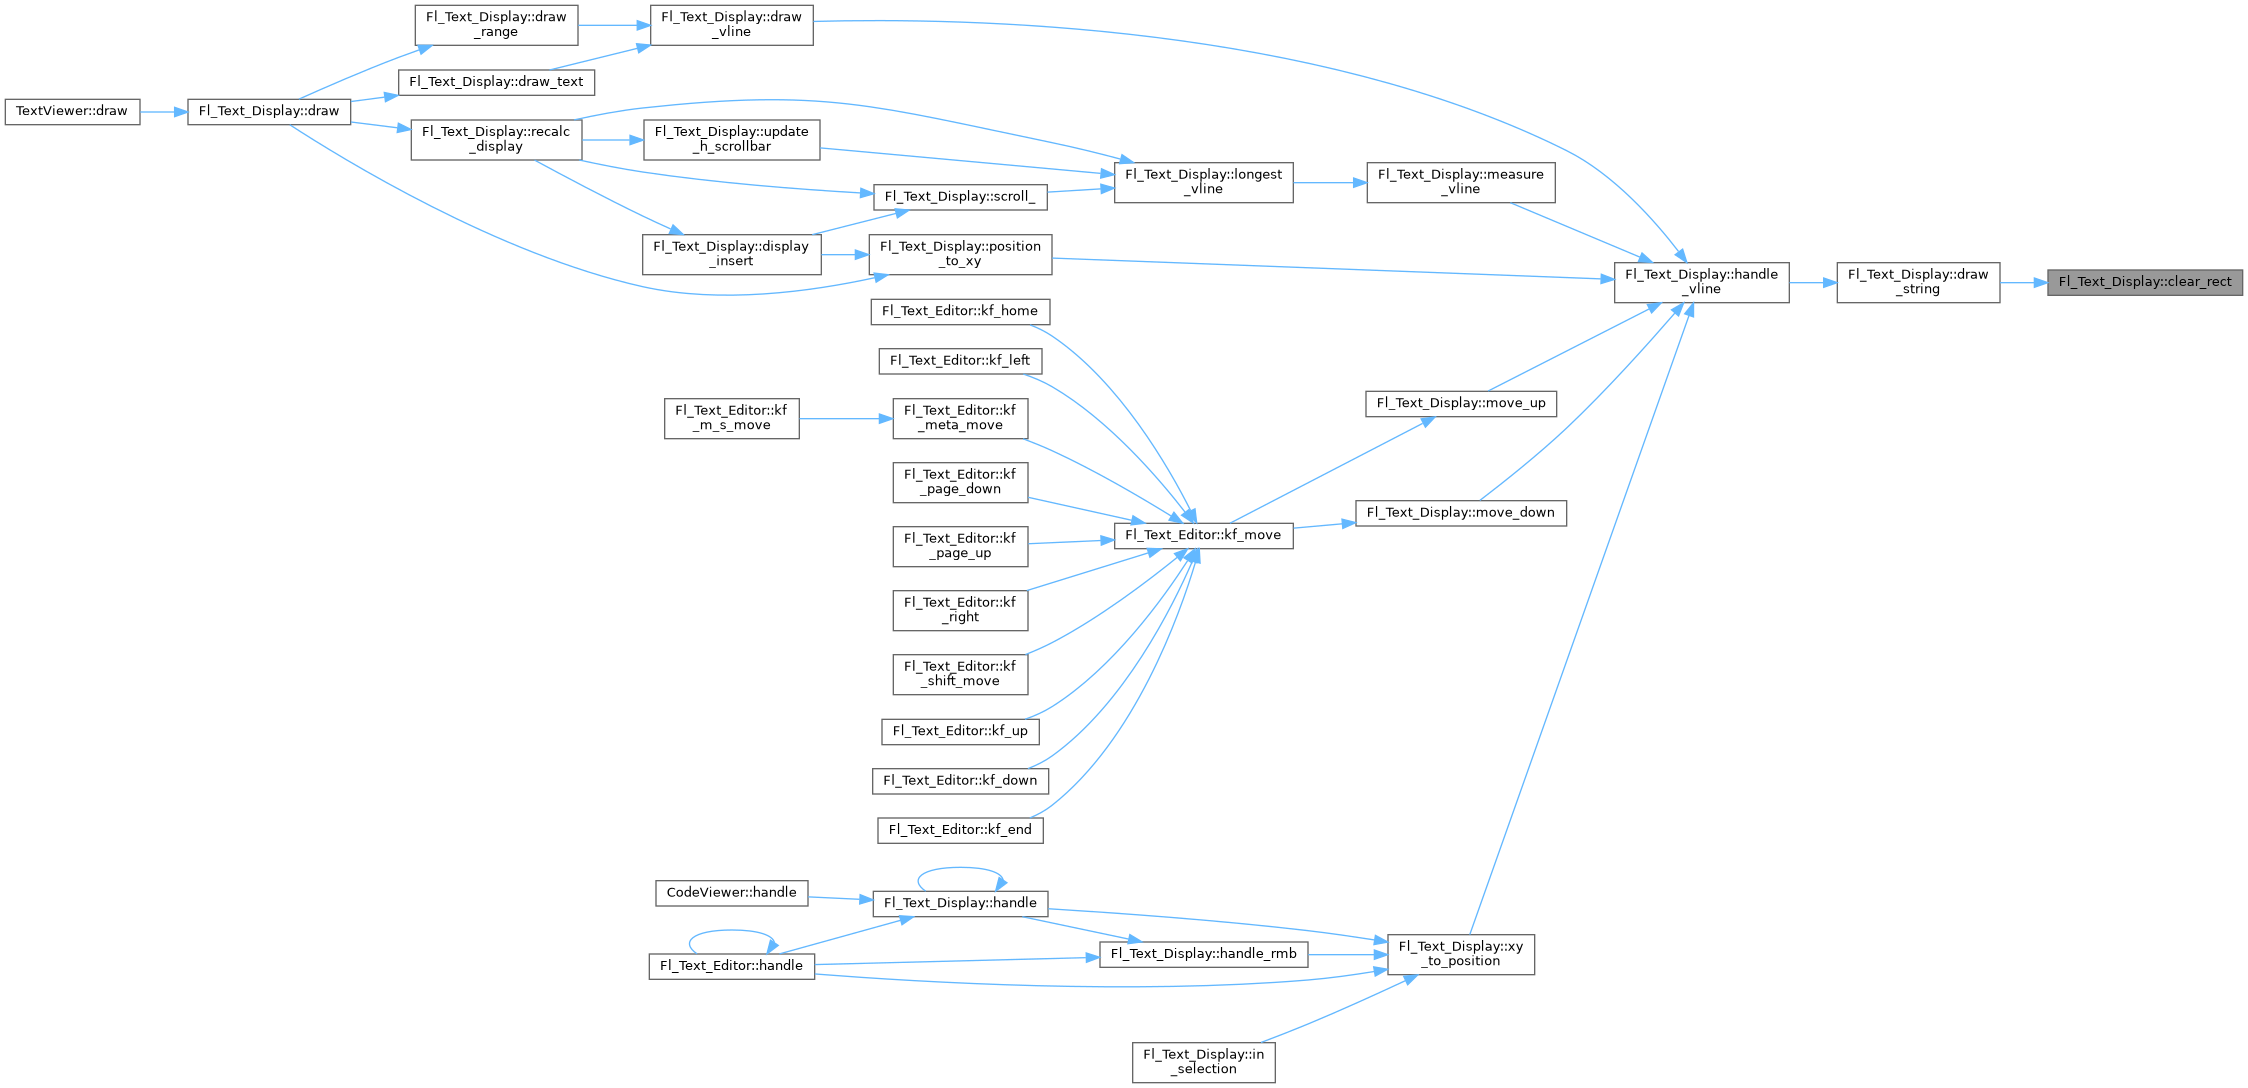 Fl_Text_Display::draw
_range
Fl_Text_Display::draw
_vline
Fl_Text_Display::draw_text
TextViewer::draw
Fl_Text_Display::draw
Fl_Text_Display::recalc
_display
Fl_Text_Display::update
_h_scrollbar
Fl_Text_Display::longest
_vline
Fl_Text_Display::measure
_vline
Fl_Text_Display::scroll_
Fl_Text_Display::display
_insert
Fl_Text_Display::position
_to_xy
Fl_Text_Display::handle
_vline
Fl_Text_Display::draw
_string
Fl_Text_Display::clear_rect
Fl_Text_Editor::kf_home
Fl_Text_Editor::kf_left
Fl_Text_Editor::kf
_m_s_move
Fl_Text_Editor::kf
_meta_move
Fl_Text_Display::move_up
Fl_Text_Editor::kf
_page_down
Fl_Text_Display::move_down
Fl_Text_Editor::kf_move
Fl_Text_Editor::kf
_page_up
Fl_Text_Editor::kf
_right
Fl_Text_Editor::kf
_shift_move
Fl_Text_Editor::kf_up
Fl_Text_Editor::kf_down
Fl_Text_Editor::kf_end
CodeViewer::handle
Fl_Text_Display::handle
Fl_Text_Editor::handle
Fl_Text_Display::handle_rmb
Fl_Text_Display::xy
_to_position
Fl_Text_Display::in
_selection